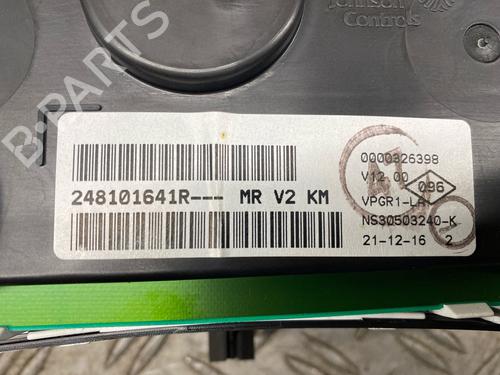 Johnson
Controls
B-PARTS
248101641R--- MR V2 KM
0000326398
V12.00
096
VPGR1-LA
NS30503240-K
21-12-16 2